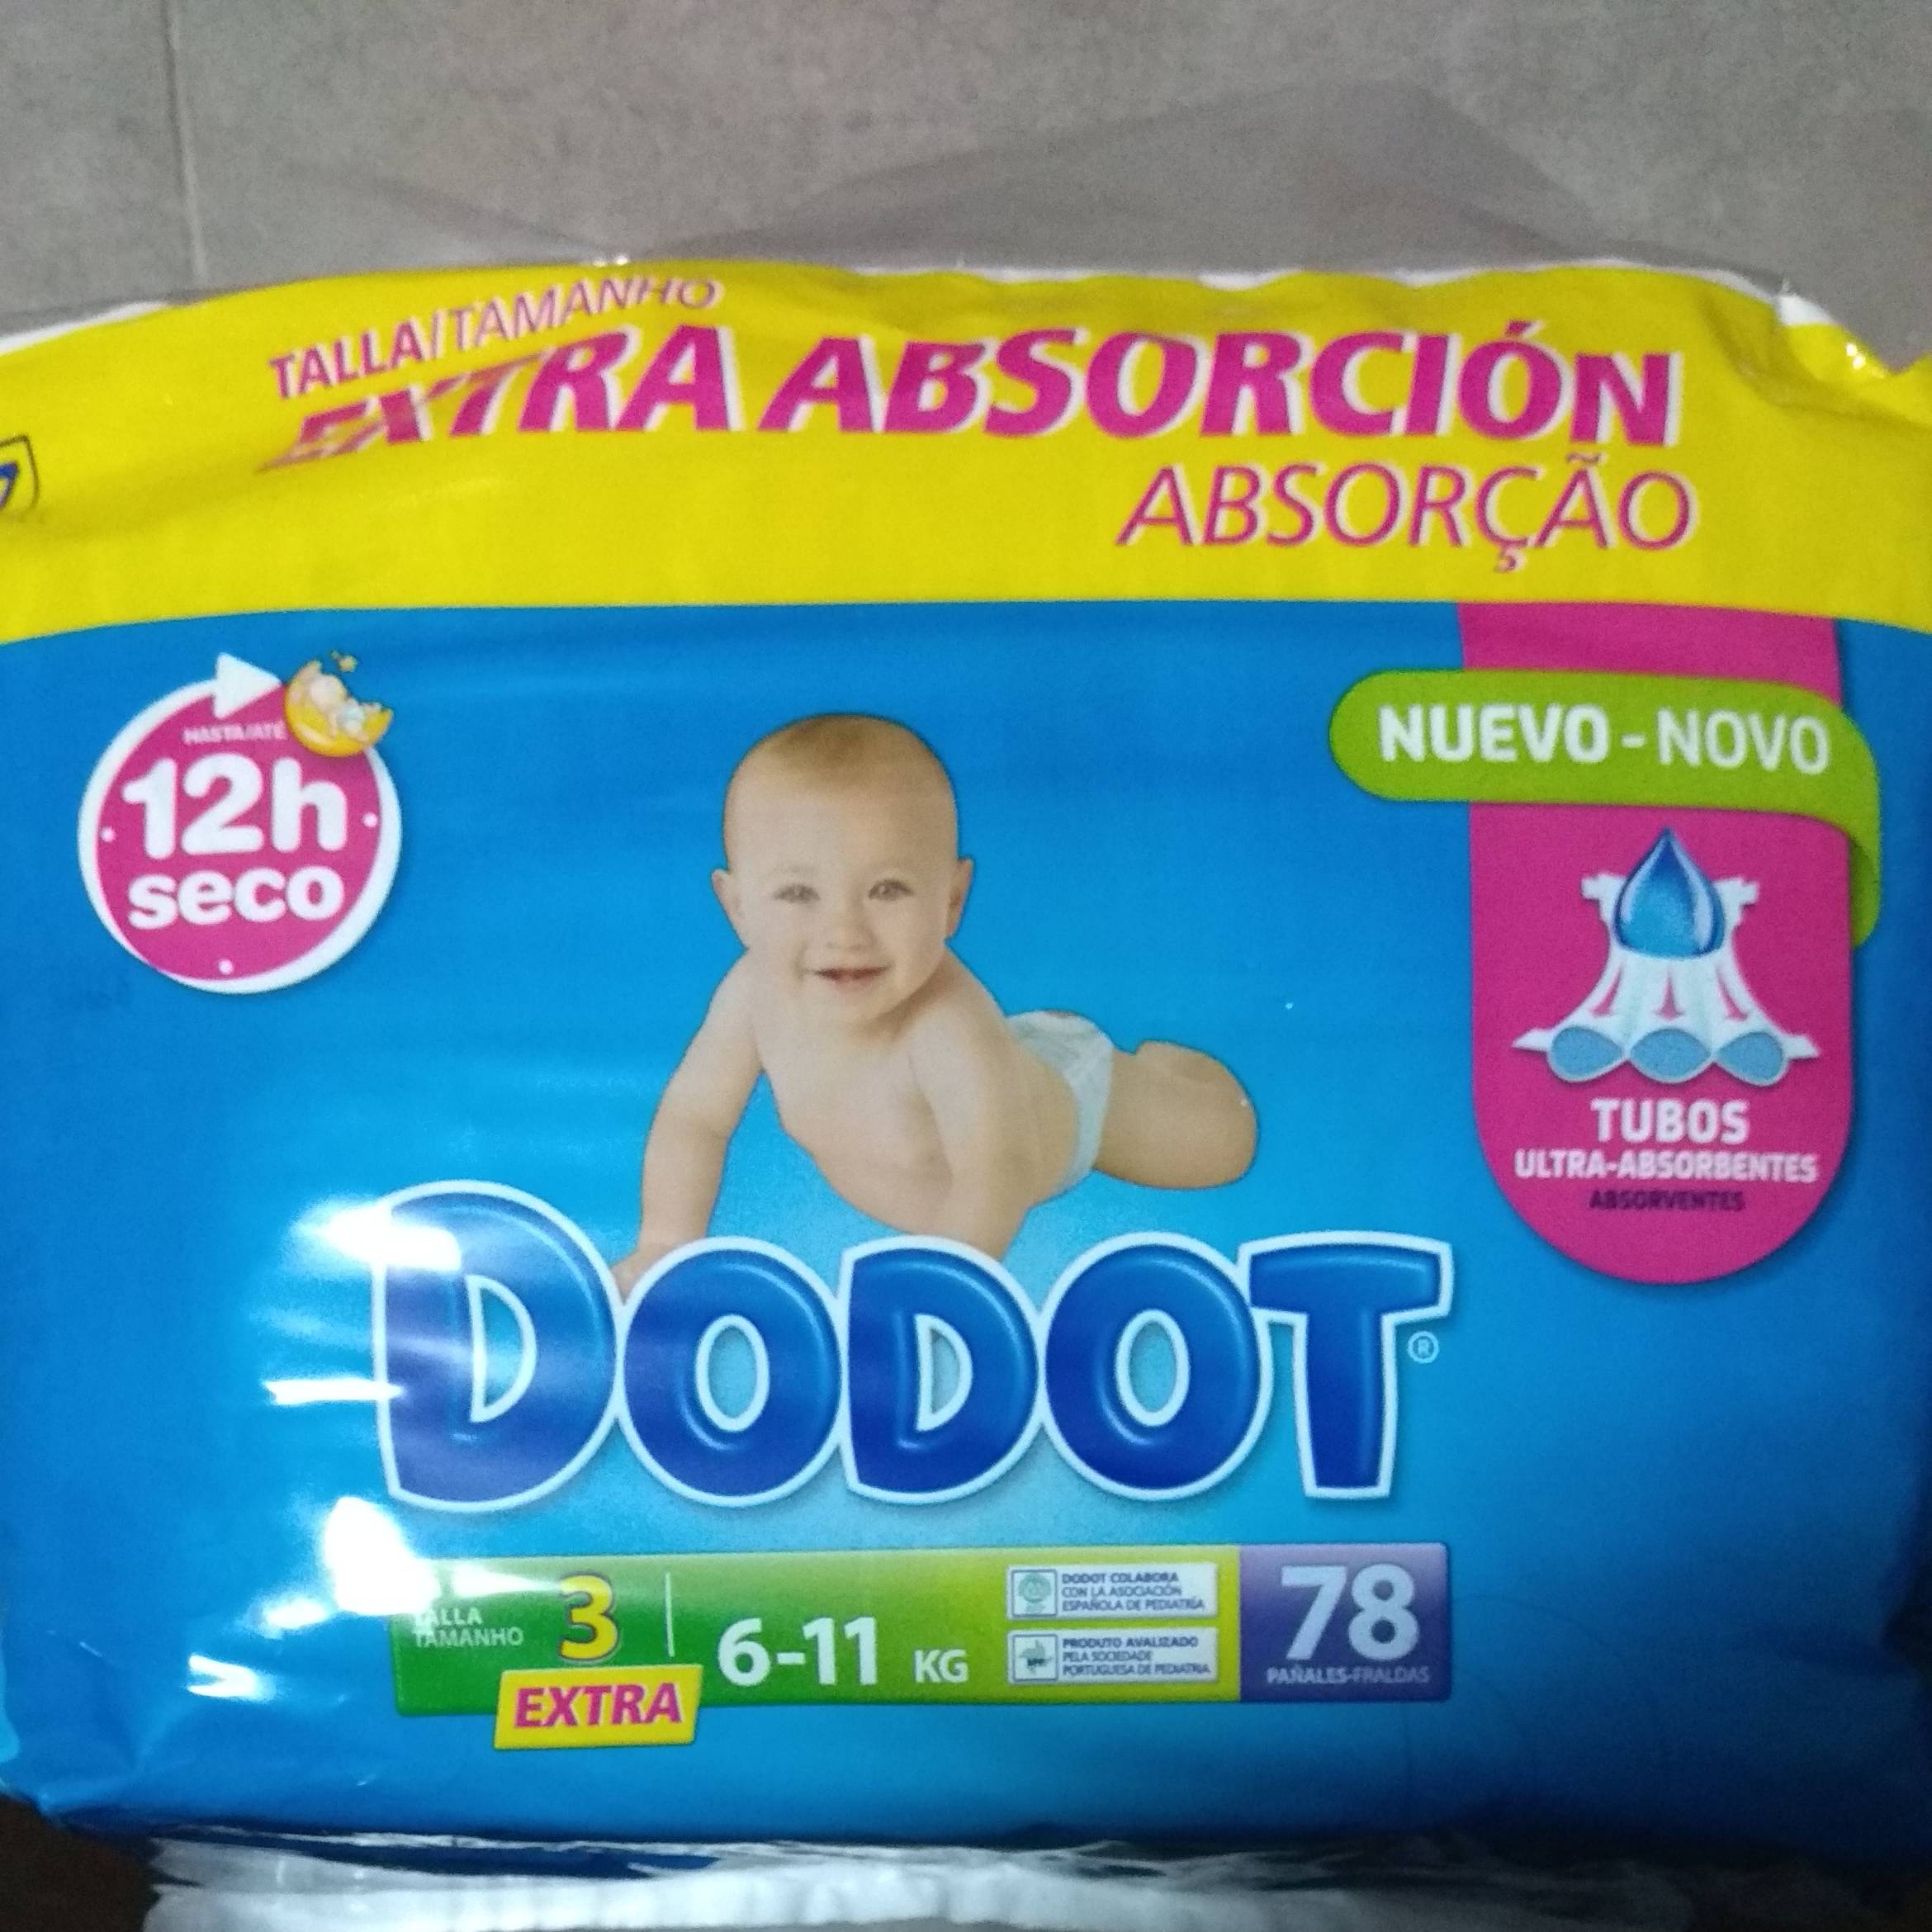 TALLA/TAMANHO
EXTRA ABSORCIÓN
ABSORÇÃO
HASTA/ATÉ
12h
seco
NUEVO - NOVO
TUBOS
ULTRA-ABSORBENTES
ABSORVENTES
DODOT®
TALLA
TAMANHO
3
EXTRA
6-11 KG
DODOT COLABORA
CON LA ASOCIACIÓN
ESPAÑOLA DE PEDIATRÍA
PRODUTO AVALIZADO
PELA SOCIEDADE
PORTUGUESA DE PEDIATRIA
78
PAÑALES-FRALDAS